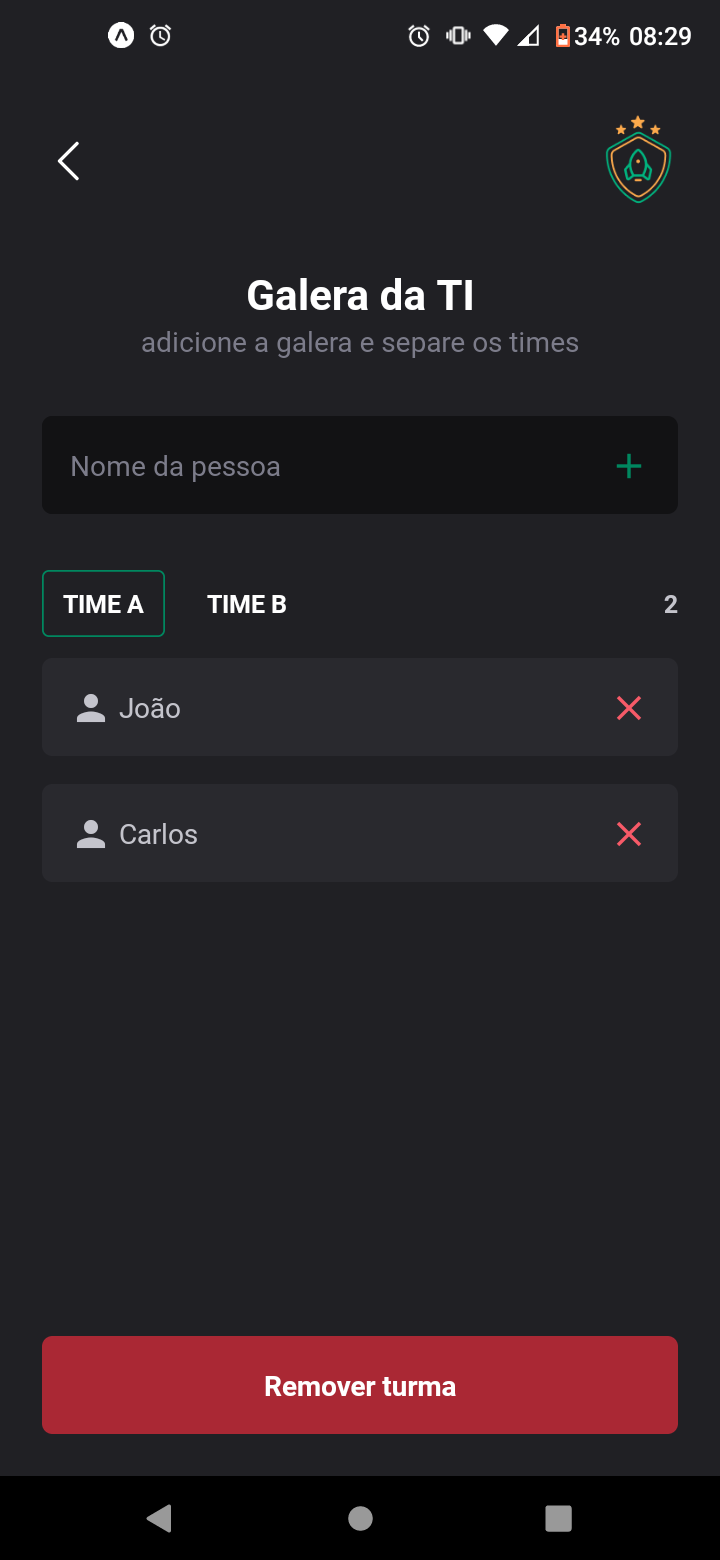 34% 08:29
Galera da TI
adicione a galera e separe os times
Nome da pessoa
TIME A TIME B 2
João
Carlos
Remover turma